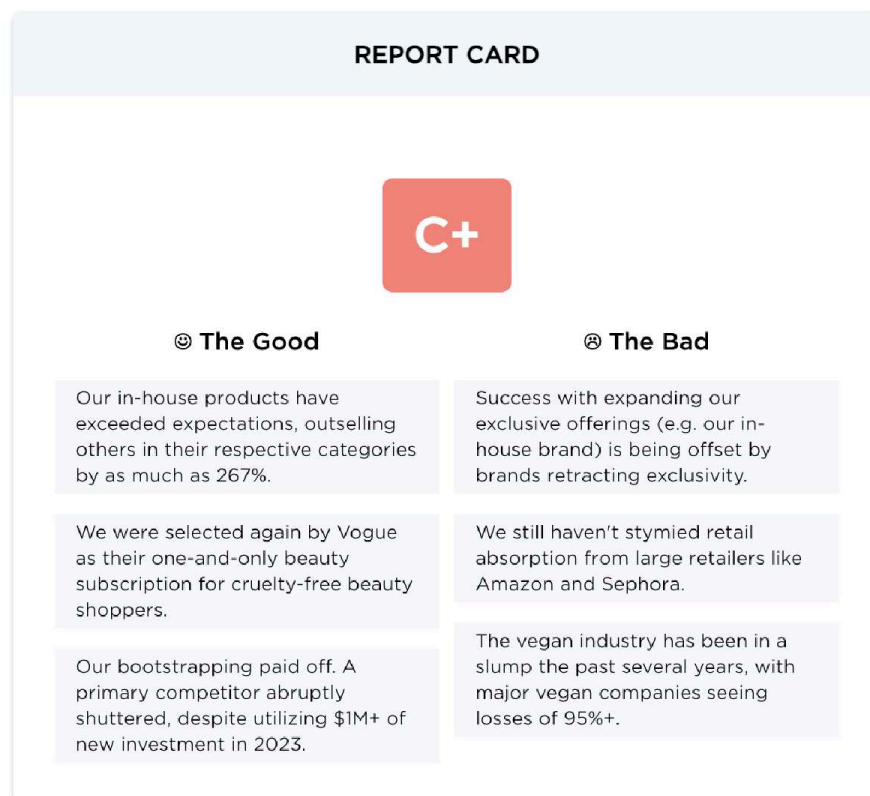 REPORT CARD
C+
☺ The Good
Our in-house products have
exceeded expectations, outselling
others in their respective categories
by as much as 267%.
We were selected again by Vogue
as their one-and-only beauty
subscription for cruelty-free beauty
shoppers.
Our bootstrapping paid off. A
primary competitor abruptly
shuttered, despite utilizing $1M+ of
new investment in 2023.
☹ The Bad
Success with expanding our
exclusive offerings (e.g. our in-
house brand) is being offset by
brands retracting exclusivity.
We still haven't stymied retail
absorption from large retailers like
Amazon and Sephora.
The vegan industry has been in a
slump the past several years, with
major vegan companies seeing
losses of 95%+.